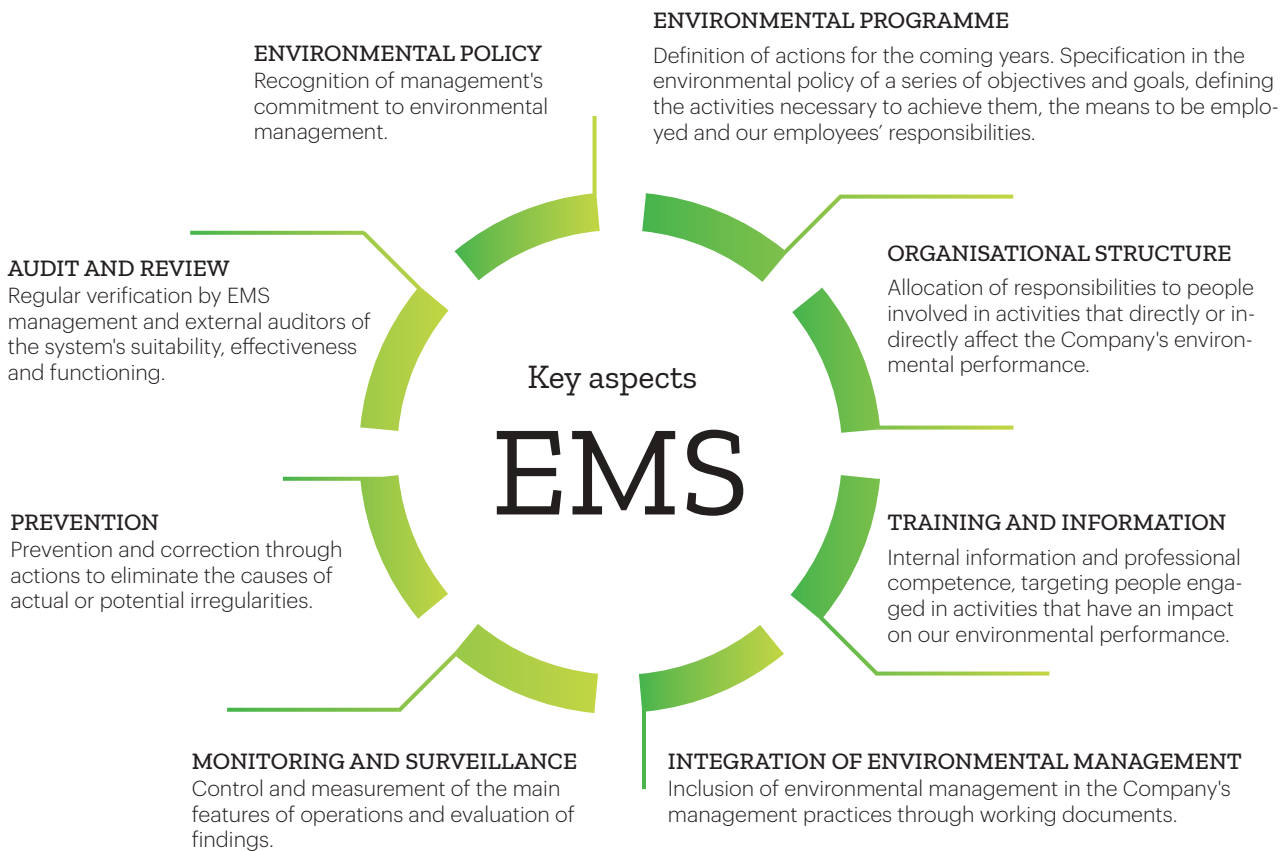 ENVIRONMENTAL POLICY
Recognition of management's
commitment to environmental
management.
ENVIRONMENTAL PROGRAMME
Definition of actions for the coming years. Specification in the
environmental policy of a series of objectives and goals, defining
the activities necessary to achieve them, the means to be emplo-
yed and our employees’ responsibilities.
ORGANISATIONAL STRUCTURE
Allocation of responsibilities to people
involved in activities that directly or in-
directly affect the Company's environ-
mental performance.
TRAINING AND INFORMATION
Internal information and professional
competence, targeting people enga-
ged in activities that have an impact
on our environmental performance.
INTEGRATION OF ENVIRONMENTAL MANAGEMENT
Inclusion of environmental management in the Company's
management practices through working documents.
MONITORING AND SURVEILLANCE
Control and measurement of the main
features of operations and evaluation of
findings.
PREVENTION
Prevention and correction through
actions to eliminate the causes of
actual or potential irregularities.
AUDIT AND REVIEW
Regular verification by EMS
management and external auditors of
the system's suitability, effectiveness
and functioning.
Key aspects
EMS